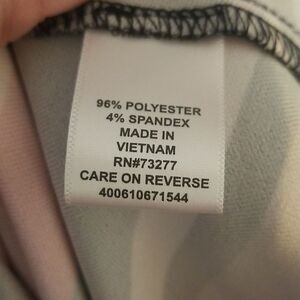 96% POLYESTER
4% SPANDEX
MADE IN
VIETNAM
RN#73277
CARE ON REVERSE
400610671544